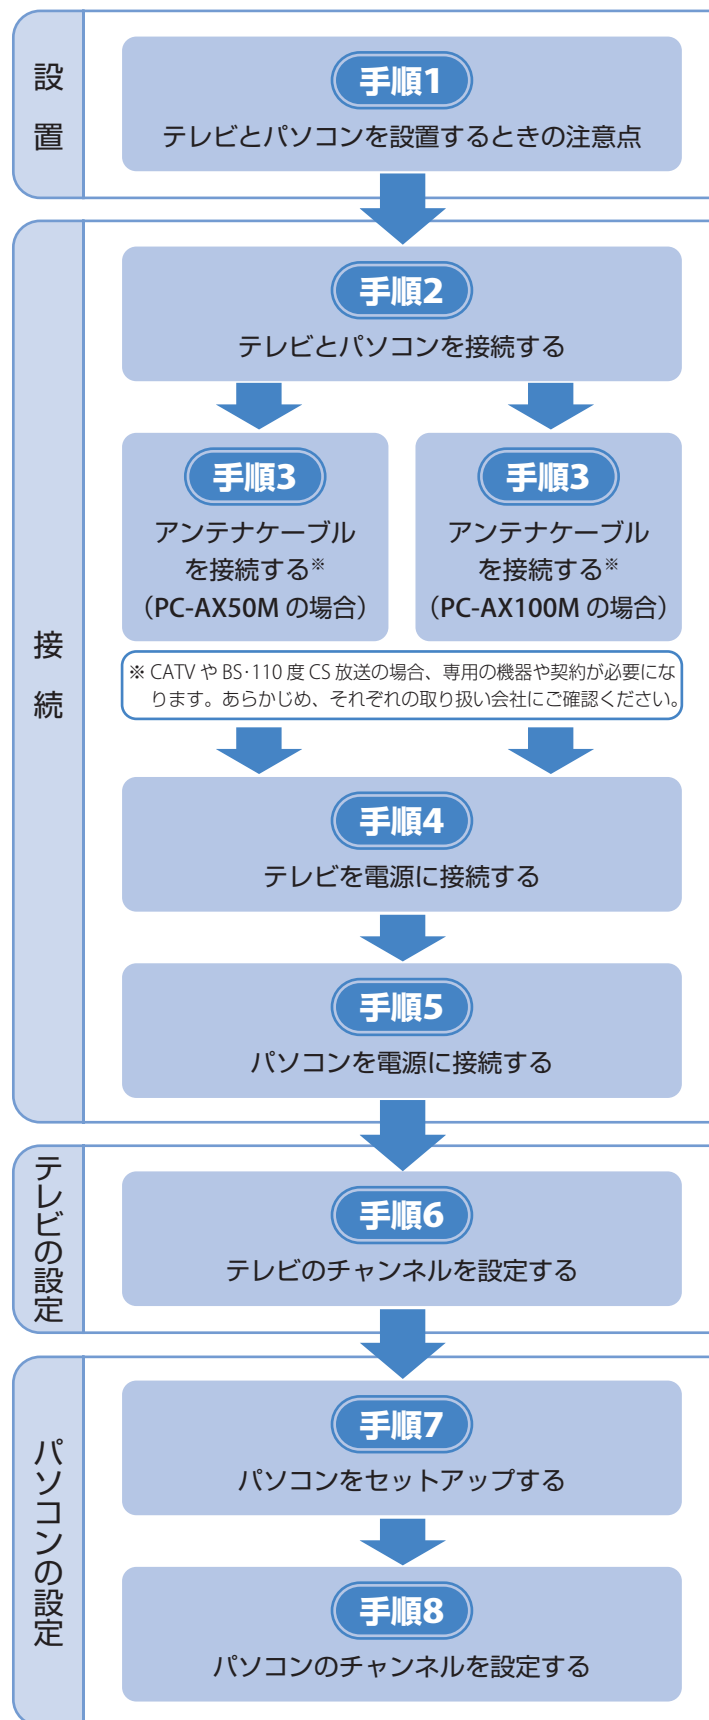 設置
手順1
テレビとパソコンを設置するときの注意点
接続
手順2
テレビとパソコンを接続する
手順3
アンテナケーブル
を接続する※
（PC-AX50M の場合）
手順3
アンテナケーブル
を接続する※
（PC-AX100M の場合）
※ CATV や BS･110 度 CS 放送の場合、専用の機器や契約が必要にな
ります。あらかじめ、それぞれの取り扱い会社にご確認ください。
手順4
テレビを電源に接続する
手順5
パソコンを電源に接続する
テレビの設定
手順6
テレビのチャンネルを設定する
パソコンの設定
手順7
パソコンをセットアップする
手順8
パソコンのチャンネルを設定する